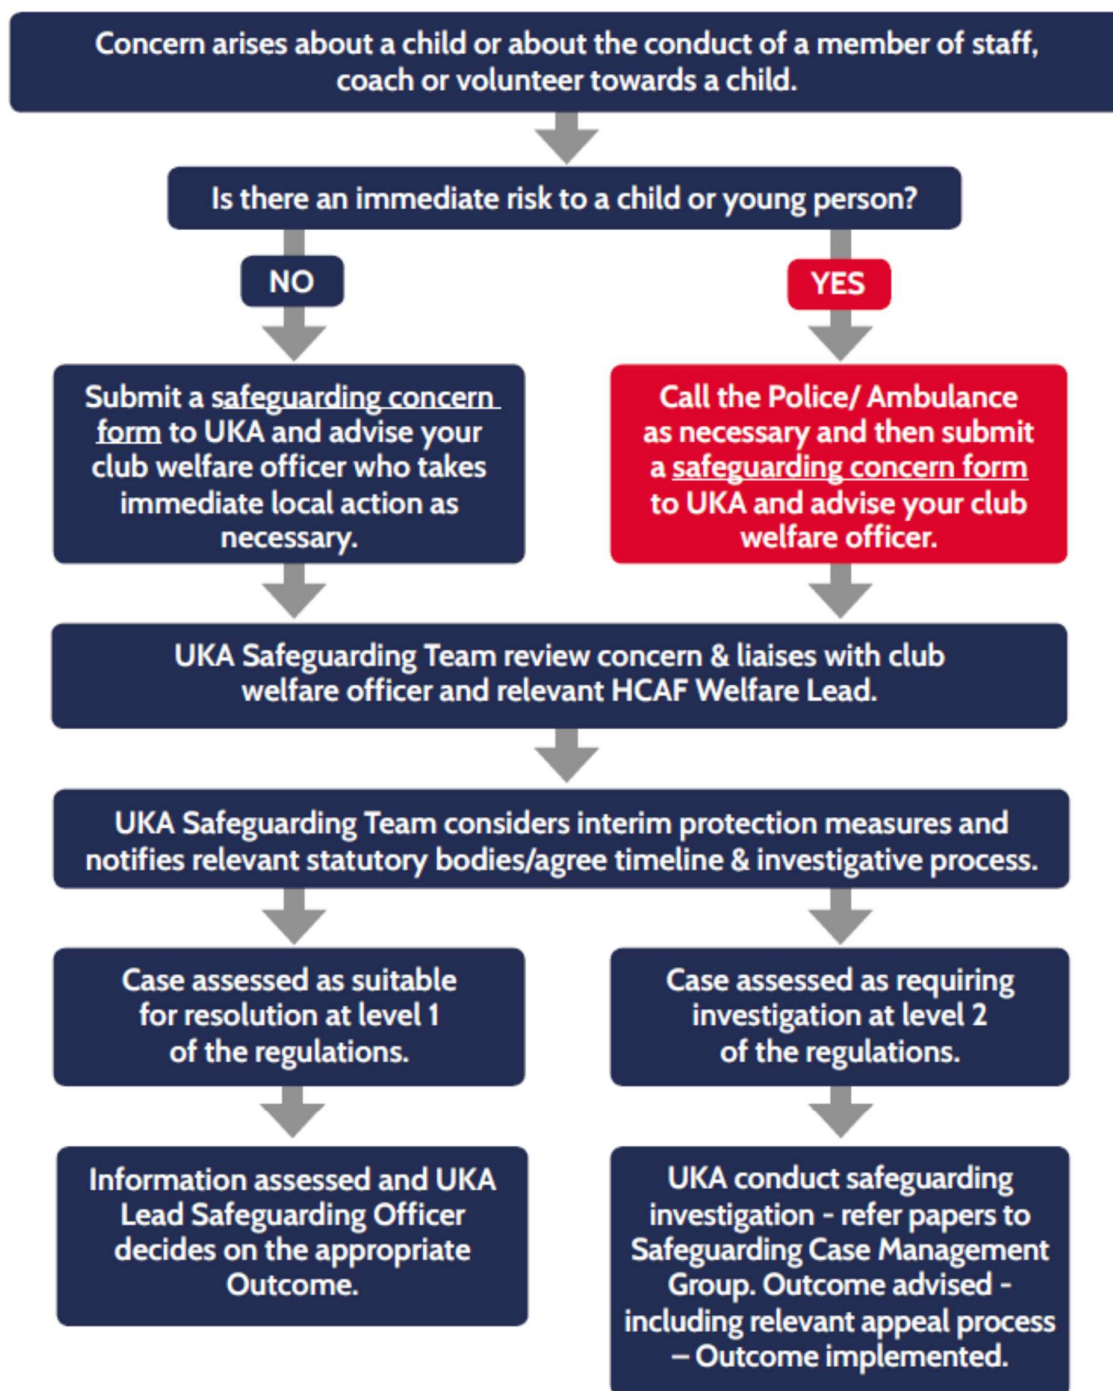 Concern arises about a child or about the conduct of a member of staff,
coach or volunteer towards a child.
Is there an immediate risk to a child or young person?
NO
YES
Submit a safeguarding concern
form to UKA and advise your
club welfare officer who takes
immediate local action as
necessary.
Call the Police/ Ambulance
as necessary and then submit
a safeguarding concern form
to UKA and advise your club
welfare officer.
UKA Safeguarding Team review concern & liaises with club
welfare officer and relevant HCAF Welfare Lead.
UKA Safeguarding Team considers interim protection measures and
notifies relevant statutory bodies/agree timeline & investigative process.
Case assessed as suitable
for resolution at level 1
of the regulations.
Case assessed as requiring
investigation at level 2
of the regulations.
Information assessed and UKA
Lead Safeguarding Officer
decides on the appropriate
Outcome.
UKA conduct safeguarding
investigation - refer papers to
Safeguarding Case Management
Group. Outcome advised -
including relevant appeal process
– Outcome implemented.